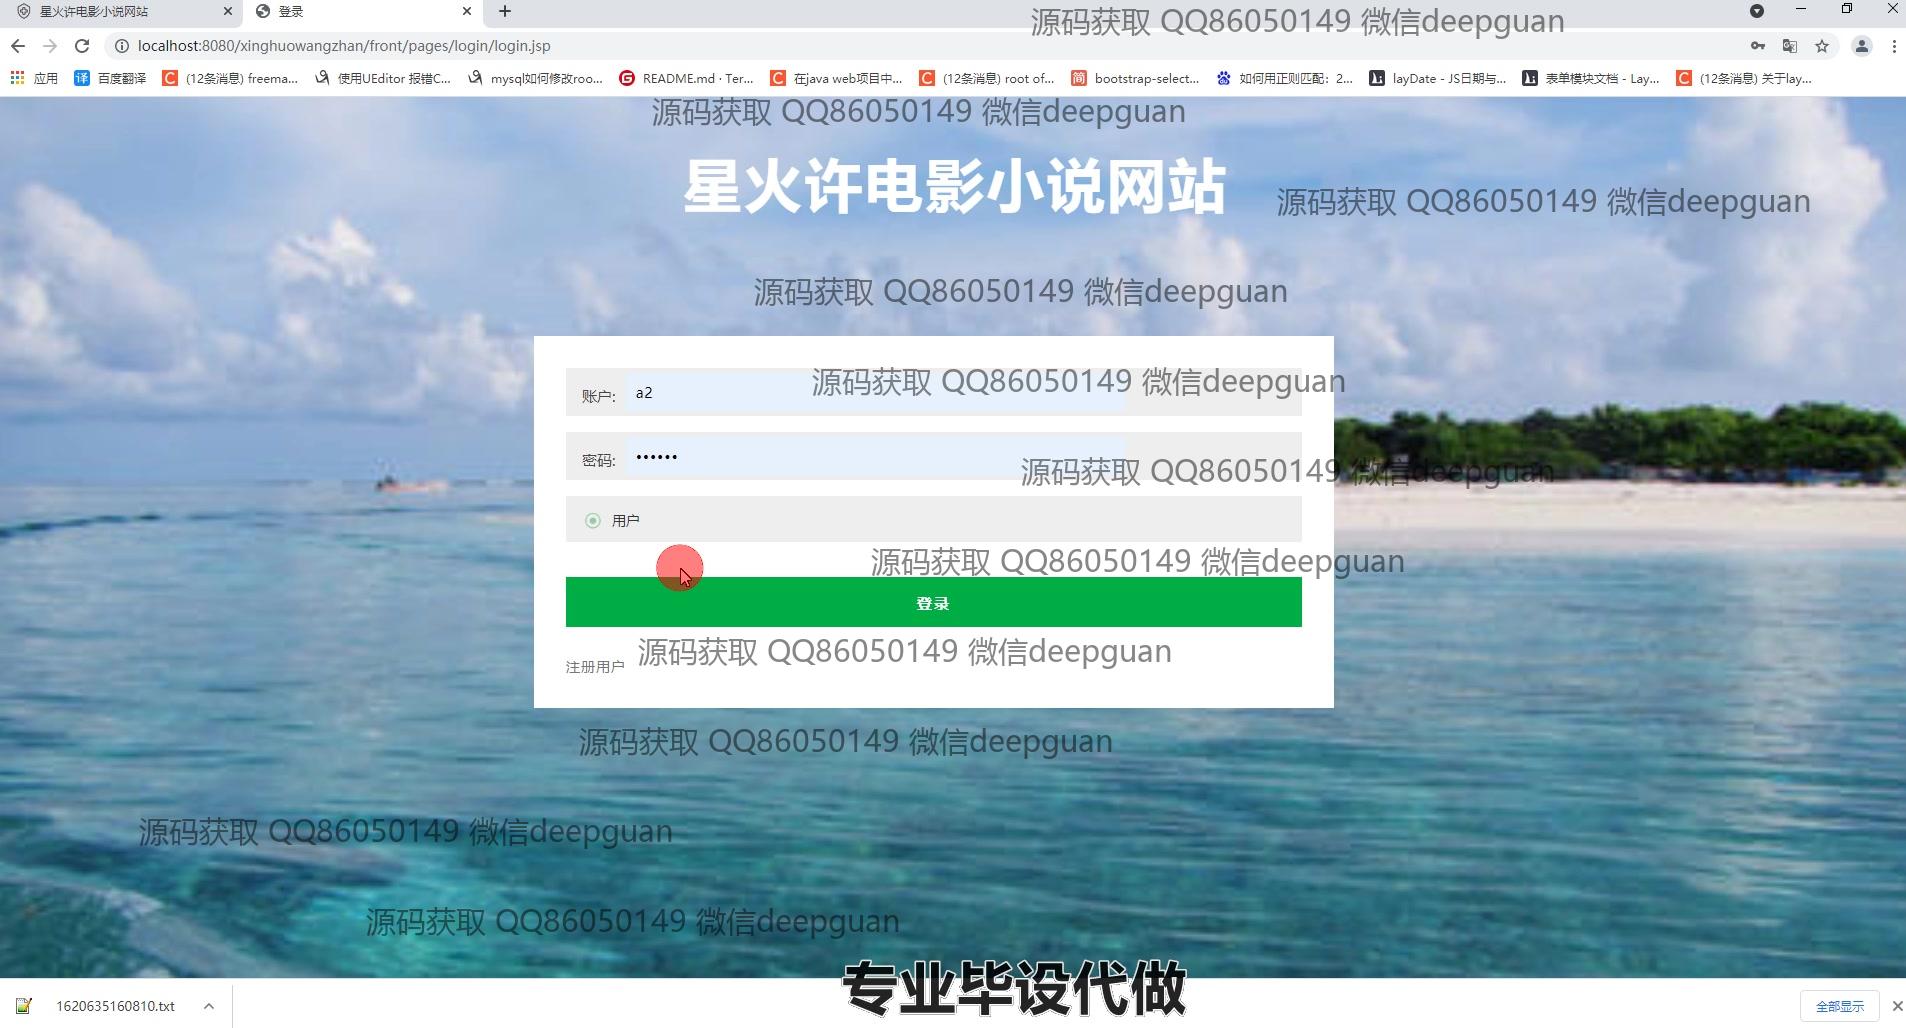 星火许电影小说网站
登录
源码获取 QQ86050149 微信deepguan
localhost:8080/xinghuowangzhan/front/pages/login/login.jsp
应用
百度翻译
(12条消息) freema...
使用UEditor 报错C...
mysql如何修改roo...
README.md · Ter...
在java web项目中...
(12条消息) root of...
bootstrap-select...
如何用正则匹配：2...
layDate - JS日期与...
表单模块文档 - Lay...
(12条消息) 关于lay...
源码获取 QQ86050149 微信deepguan
星火许电影小说网站
源码获取 QQ86050149 微信deepguan
源码获取 QQ86050149 微信deepguan
账户: a2
源码获取 QQ86050149 微信deepguan
密码: ••••••
源码获取 QQ86050149 微信deepguan
用户
源码获取 QQ86050149 微信deepguan
登录
源码获取 QQ86050149 微信deepguan
注册用户
源码获取 QQ86050149 微信deepguan
源码获取 QQ86050149 微信deepguan
源码获取 QQ86050149 微信deepguan
专业毕设代做
1620635160810.txt
全部显示